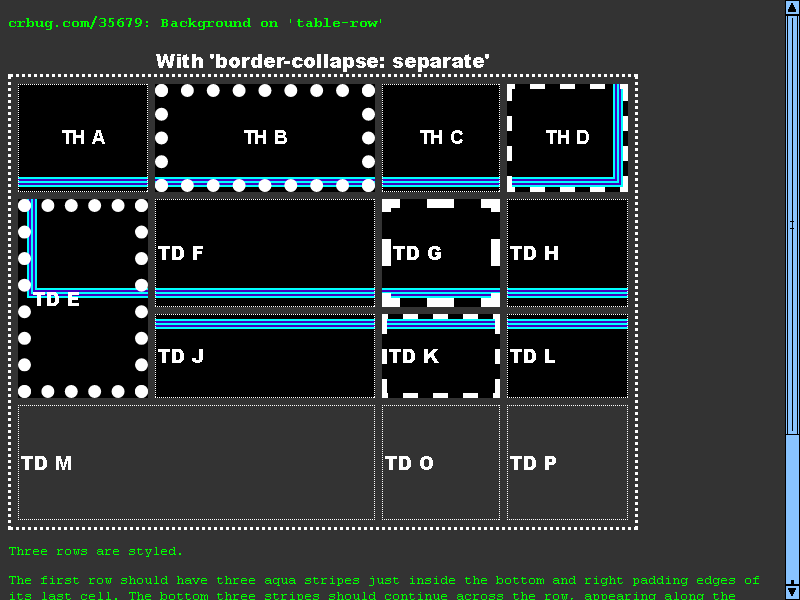 crbug.com/35679: Background on 'table-row'
With 'border-collapse: separate'
TH A TH B TH C TH D
TD E TD F TD G TD H
TD J TD K TD L
TD M TD O TD P
Three rows are styled.
The first row should have three aqua stripes just inside the bottom and right padding edges of
its last cell. The bottom three stripes should continue across the row, appearing along the